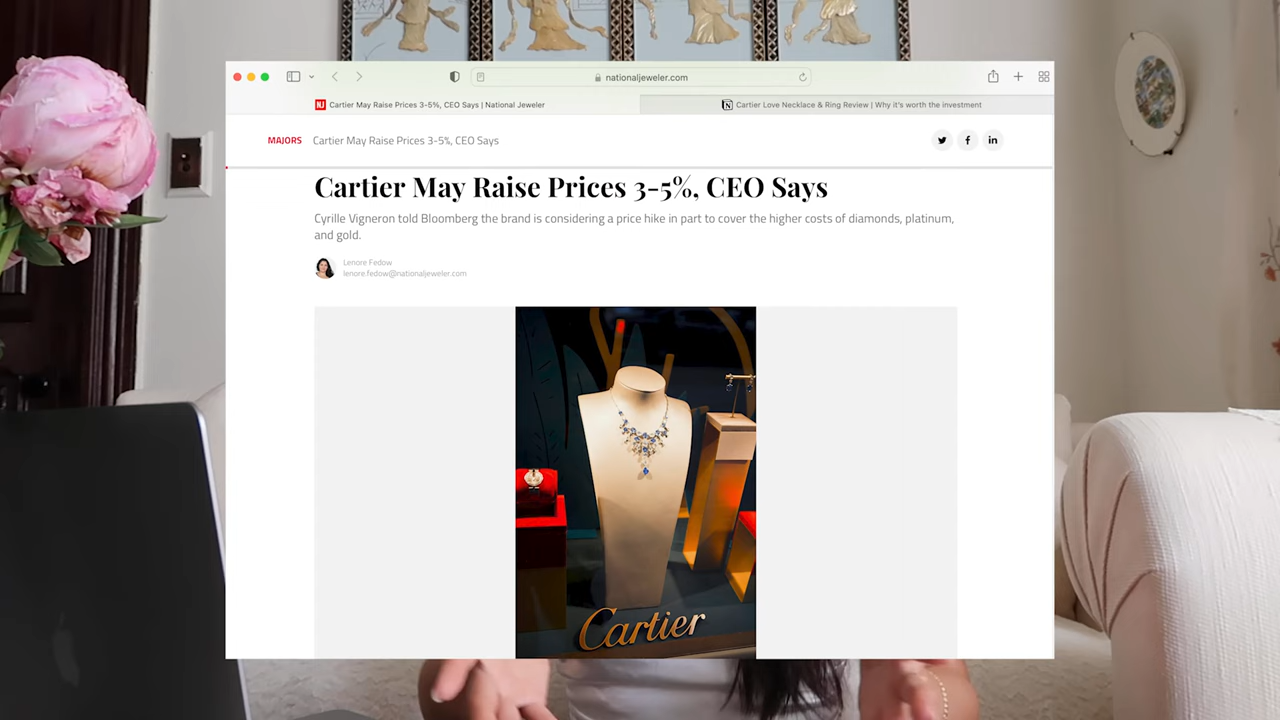 nationaljeweler.com
Cartier May Raise Prices 3-5%, CEO Says | National Jeweler
Cartier Love Necklace & Ring Review | Why it's worth the investment
MAJORS Cartier May Raise Prices 3-5%, CEO Says
Cartier May Raise Prices 3-5%, CEO Says
Cyrille Vigneron told Bloomberg the brand is considering a price hike in part to cover the higher costs of diamonds, platinum,
and gold.
Lenore Fedow
lenore.fedow@nationaljeweler.com
Cartier